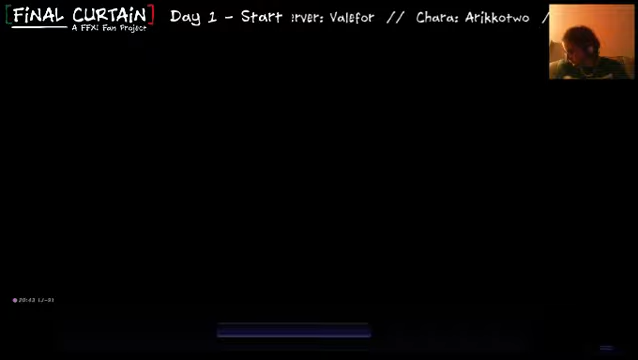 [FINAL CURTAIN]
A FFXI Fan Project
Day 1 - Start
rver: Valefor // Chara: Arikkotwo /